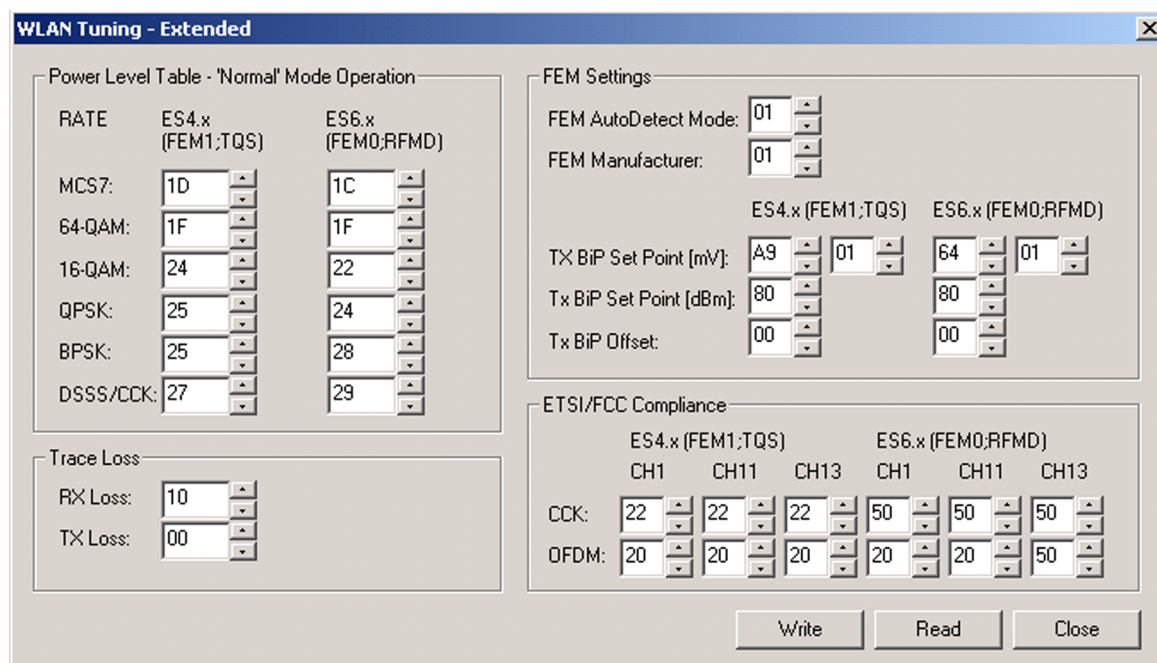 WLAN Tuning - Extended
Power Level Table - 'Normal' Mode Operation
RATE ES4.x (FEM1;TQS) ES6.x (FEM0;RFMD)
MCS7: 1D 1C
64-QAM: 1F 1F
16-QAM: 24 22
QPSK: 25 24
BPSK: 25 28
DSSS/CCK: 27 29
Trace Loss
RX Loss: 10
TX Loss: 00
FEM Settings
FEM AutoDetect Mode: 01
FEM Manufacturer: 01
ES4.x (FEM1;TQS) ES6.x (FEM0;RFMD)
TX BiP Set Point [mV]: A9 01 64 01
Tx BiP Set Point [dBm]: 80 80
Tx BiP Offset: 00 00
ETSI/FCC Compliance
ES4.x (FEM1;TQS) ES6.x (FEM0;RFMD)
CH1 CH11 CH13 CH1 CH11 CH13
CCK: 22 22 22 50 50 50
OFDM: 20 20 20 20 20 50
Write Read Close